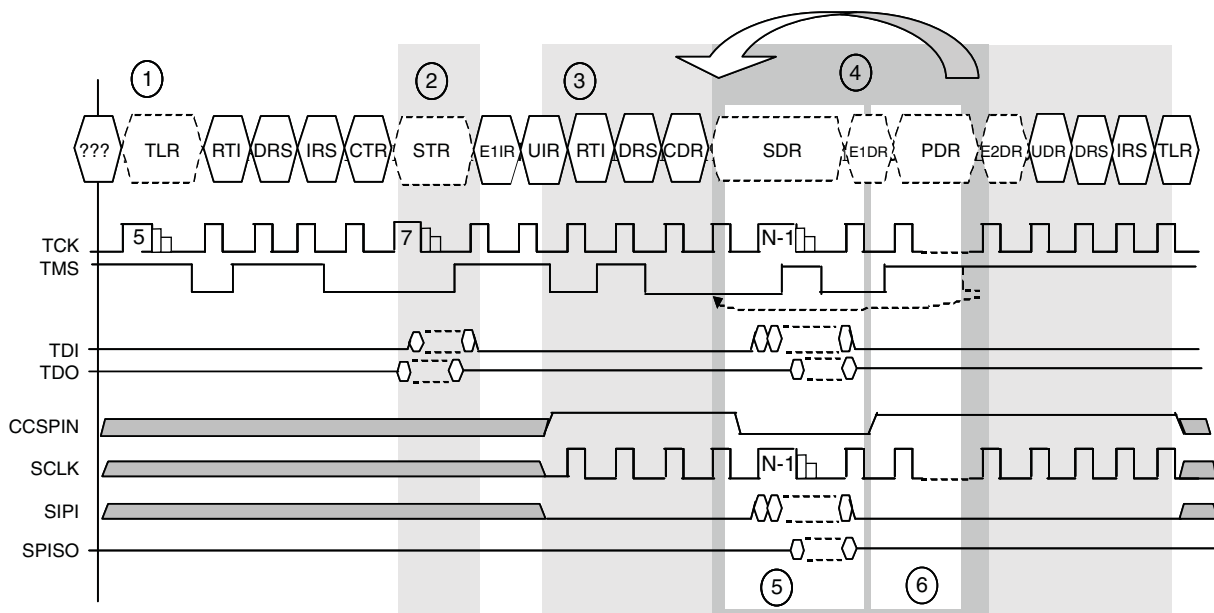 1 2 3 4
??? TLR RTI DRS IRS CTR STR E1IR UIR RTI DRS CDR SDR E1DR PDR E2DR UDR DRS IRS TLR
TCK 5 7 N-1
TMS
TDI
TDO
CCSPIN
SCLK N-1
SIPI
SPISO
5 6